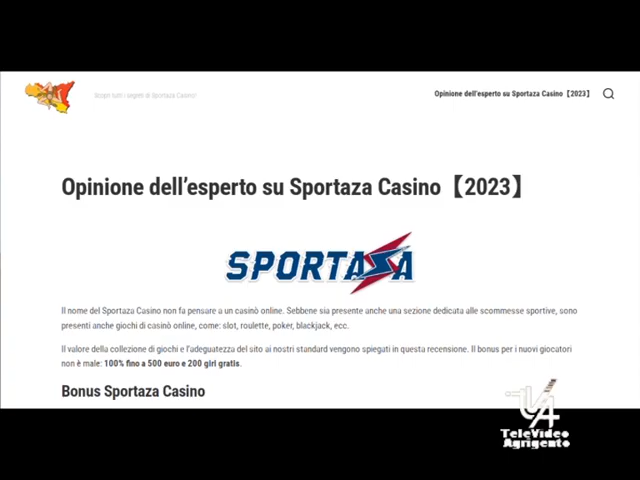 Scopri tutti i segreti di Sportaza Casino!
Opinione dell'esperto su Sportaza Casino【2023】
Opinione dell'esperto su Sportaza Casino【2023】
SPORTAZA
Il nome del Sportaza Casino non fa pensare a un casinò online. Sebbene sia presente anche una sezione dedicata alle scommesse sportive, sono
presenti anche giochi di casinò online, come: slot, roulette, poker, blackjack, ecc.
Il valore della collezione di giochi e l'adeguatezza del sito ai nostri standard vengono spiegati in questa recensione. Il bonus per i nuovi giocatori
non è male: 100% fino a 500 euro e 200 giri gratis.
Bonus Sportaza Casino
TVA
TeleVideo
Agrigento